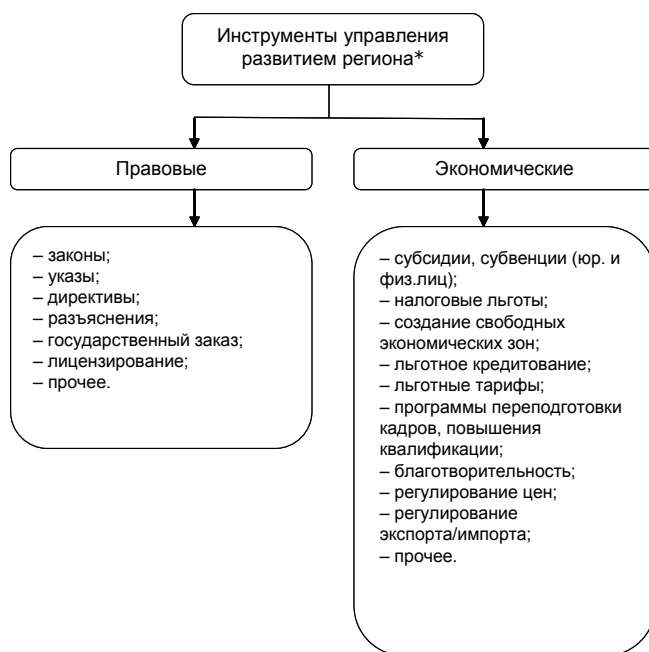 Инструменты управления
развитием региона*
Правовые
Экономические
– законы;
– указы;
– директивы;
– разъяснения;
– государственный заказ;
– лицензирование;
– прочее.
– субсидии, субвенции (юр. и
физ.лиц);
– налоговые льготы;
– создание свободных
экономических зон;
– льготное кредитование;
– льготные тарифы;
– программы переподготовки
кадров, повышения
квалификации;
– благотворительность;
– регулирование цен;
– регулирование
экспорта/импорта;
– прочее.